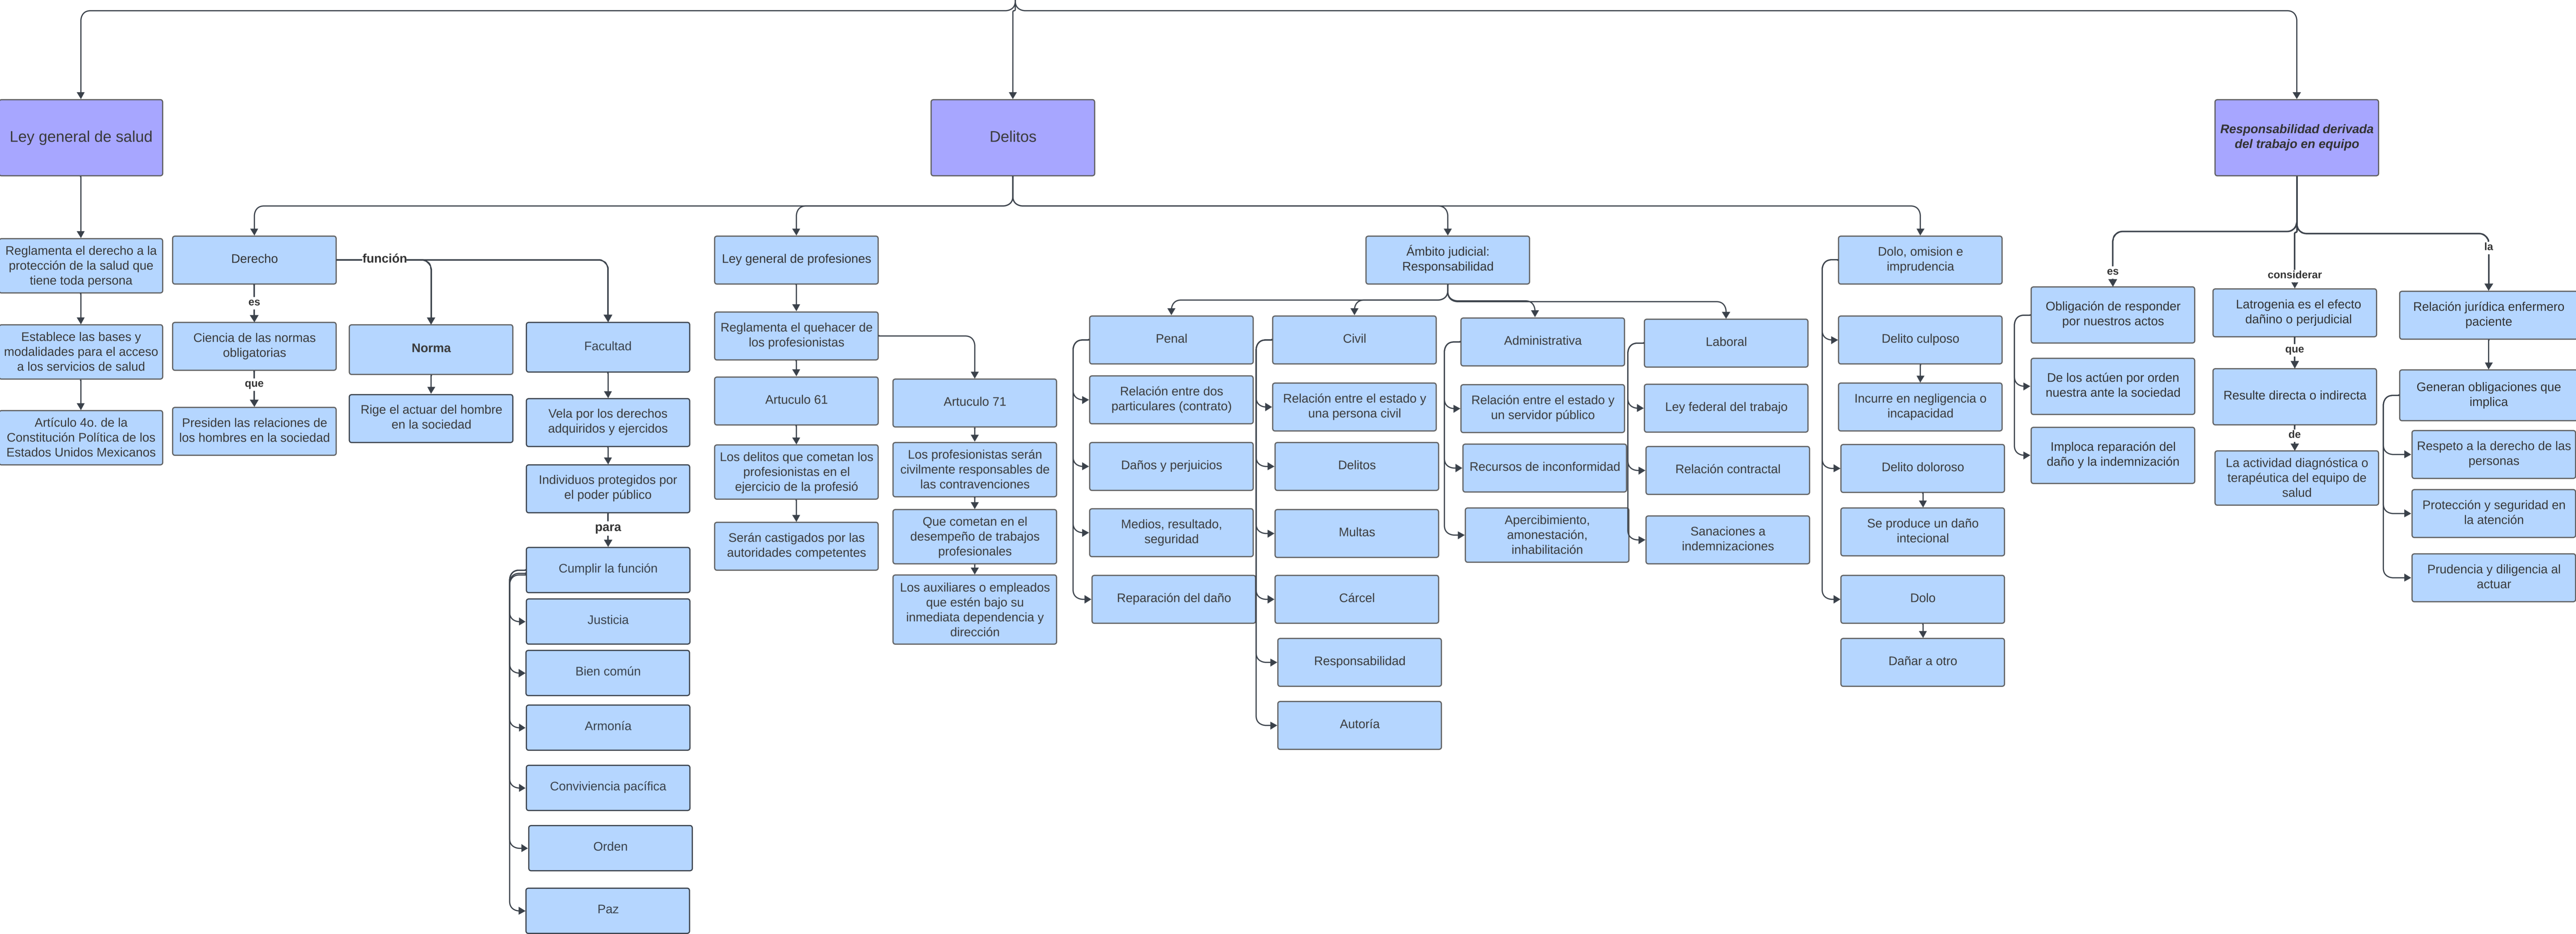 Ley general de salud
Delitos
Responsabilidad derivada
del trabajo en equipo
Reglamenta el derecho a la
protección de la salud que
tiene toda persona
Establece las bases y
modalidades para el acceso
a los servicios de salud
Artículo 4o. de la
Constitución Política de los
Estados Unidos Mexicanos
Derecho
función
es
Ciencia de las normas
obligatorias
que
Presiden las relaciones de
los hombres en la sociedad
Norma
Rige el actuar del hombre
en la sociedad
Facultad
Vela por los derechos
adquiridos y ejercidos
Individuos protegidos por
el poder público
para
Cumplir la función
Justicia
Bien común
Armonía
Conviviencia pacífica
Orden
Paz
Ley general de profesiones
Reglamenta el quehacer de
los profesionistas
Artuculo 61
Los delitos que cometan los
profesionistas en el
ejercicio de la profesió
Serán castigados por las
autoridades competentes
Artuculo 71
Los profesionistas serán
civilmente responsables de
las contravenciones
Que cometan en el
desempeño de trabajos
profesionales
Los auxiliares o empleados
que estén bajo su
inmediata dependencia y
dirección
Ámbito judicial:
Responsabilidad
Penal
Relación entre dos
particulares (contrato)
Daños y perjuicios
Medios, resultado,
seguridad
Reparación del daño
Civil
Relación entre el estado y
una persona civil
Delitos
Multas
Cárcel
Responsabilidad
Autoría
Administrativa
Relación entre el estado y
un servidor público
Recursos de inconformidad
Apercibimiento,
amonestación,
inhabilitación
Laboral
Ley federal del trabajo
Relación contractal
Sanaciones a
indemnizaciones
Dolo, omision e
imprudencia
Delito culposo
Incurre en negligencia o
incapacidad
Delito doloroso
Se produce un daño
intecional
Dolo
Dañar a otro
es
Obligación de responder
por nuestros actos
De los actúen por orden
nuestra ante la sociedad
Imploca reparación del
daño y la indemnización
considerar
Latrogenia es el efecto
dañino o perjudicial
que
Resulte directa o indirecta
de
La actividad diagnóstica o
terapéutica del equipo de
salud
la
Relación jurídica enfermero
paciente
Generan obligaciones que
implica
Respeto a la derecho de las
personas
Protección y seguridad en
la atención
Prudencia y diligencia al
actuar